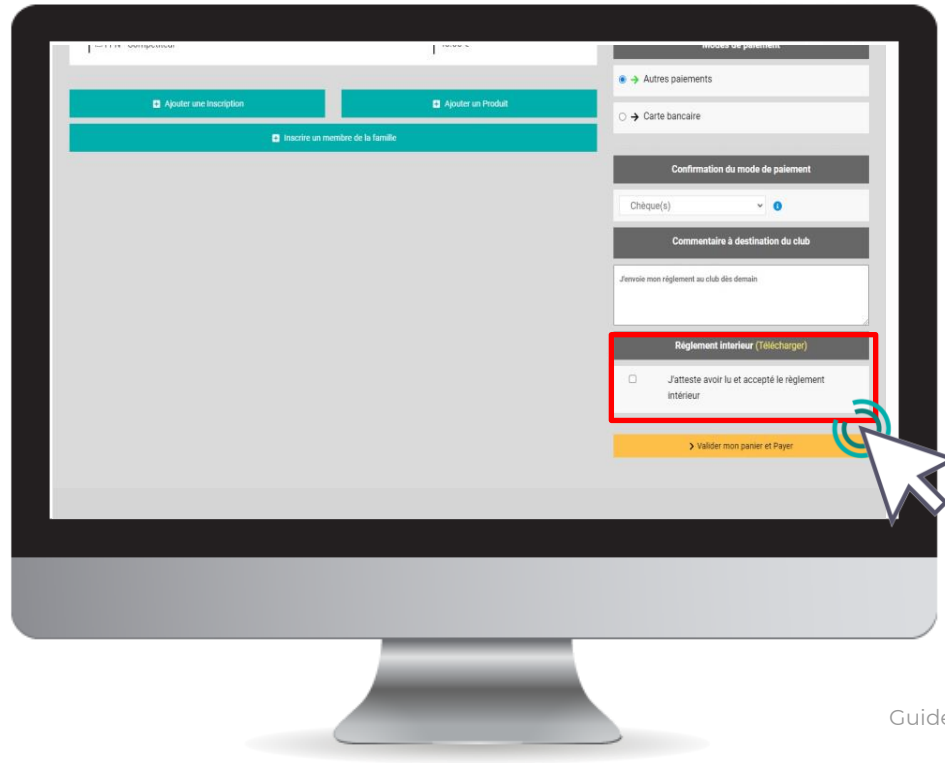 Modes de paiement
Autres paiements
Carte bancaire
Ajouter une Inscription
Ajouter un Produit
Inscrire un membre de la famille
Confirmation du mode de paiement
Chèque(s)
Commentaire à destination du club
J'envoie mon règlement au club dès demain
Règlement interieur (Télécharger)
J'atteste avoir lu et accepté le règlement
intérieur
Valider mon panier et Payer
Guide